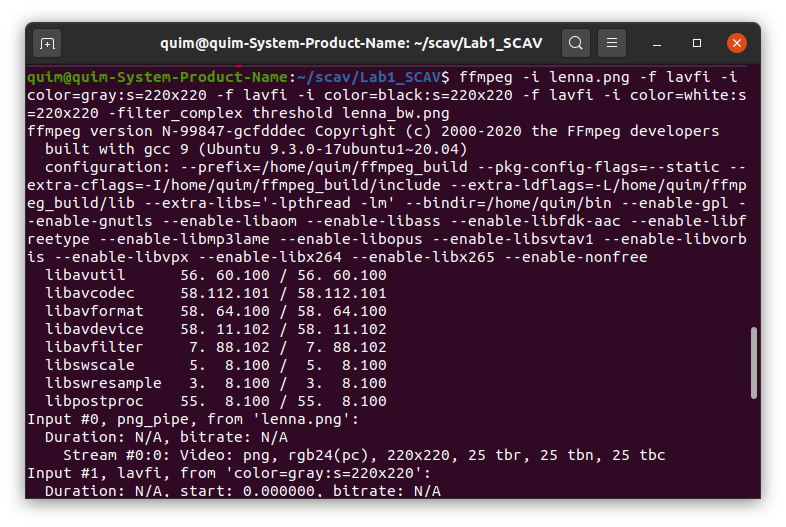 quim@quim-System-Product-Name: ~/scav/Lab1_SCAV
quim@quim-System-Product-Name:~/scav/Lab1_SCAV$ ffmpeg -i lenna.png -f lavfi -i
color=gray:s=220x220 -f lavfi -i color=black:s=220x220 -f lavfi -i color=white:s
=220x220 -filter_complex threshold lenna_bw.png
ffmpeg version N-99847-gcfdddec Copyright (c) 2000-2020 the FFmpeg developers
  built with gcc 9 (Ubuntu 9.3.0-17ubuntu1~20.04)
  configuration: --prefix=/home/quim/ffmpeg_build --pkg-config-flags=--static --
extra-cflags=-I/home/quim/ffmpeg_build/include --extra-ldflags=-L/home/quim/ffmp
eg_build/lib --extra-libs='-lpthread -lm' --bindir=/home/quim/bin --enable-gpl -
-enable-gnutls --enable-libaom --enable-libass --enable-libfdk-aac --enable-libf
reetype --enable-libmp3lame --enable-libopus --enable-libsvtav1 --enable-libvorb
is --enable-libvpx --enable-libx264 --enable-libx265 --enable-nonfree
  libavutil      56. 60.100 / 56. 60.100
  libavcodec     58.112.101 / 58.112.101
  libavformat    58. 64.100 / 58. 64.100
  libavdevice    58. 11.102 / 58. 11.102
  libavfilter     7. 88.102 /  7. 88.102
  libswscale      5.  8.100 /  5.  8.100
  libswresample   3.  8.100 /  3.  8.100
  libpostproc    55.  8.100 / 55.  8.100
Input #0, png_pipe, from 'lenna.png':
  Duration: N/A, bitrate: N/A
    Stream #0:0: Video: png, rgb24(pc), 220x220, 25 tbr, 25 tbn, 25 tbc
Input #1, lavfi, from 'color=gray:s=220x220':
  Duration: N/A, start: 0.000000, bitrate: N/A